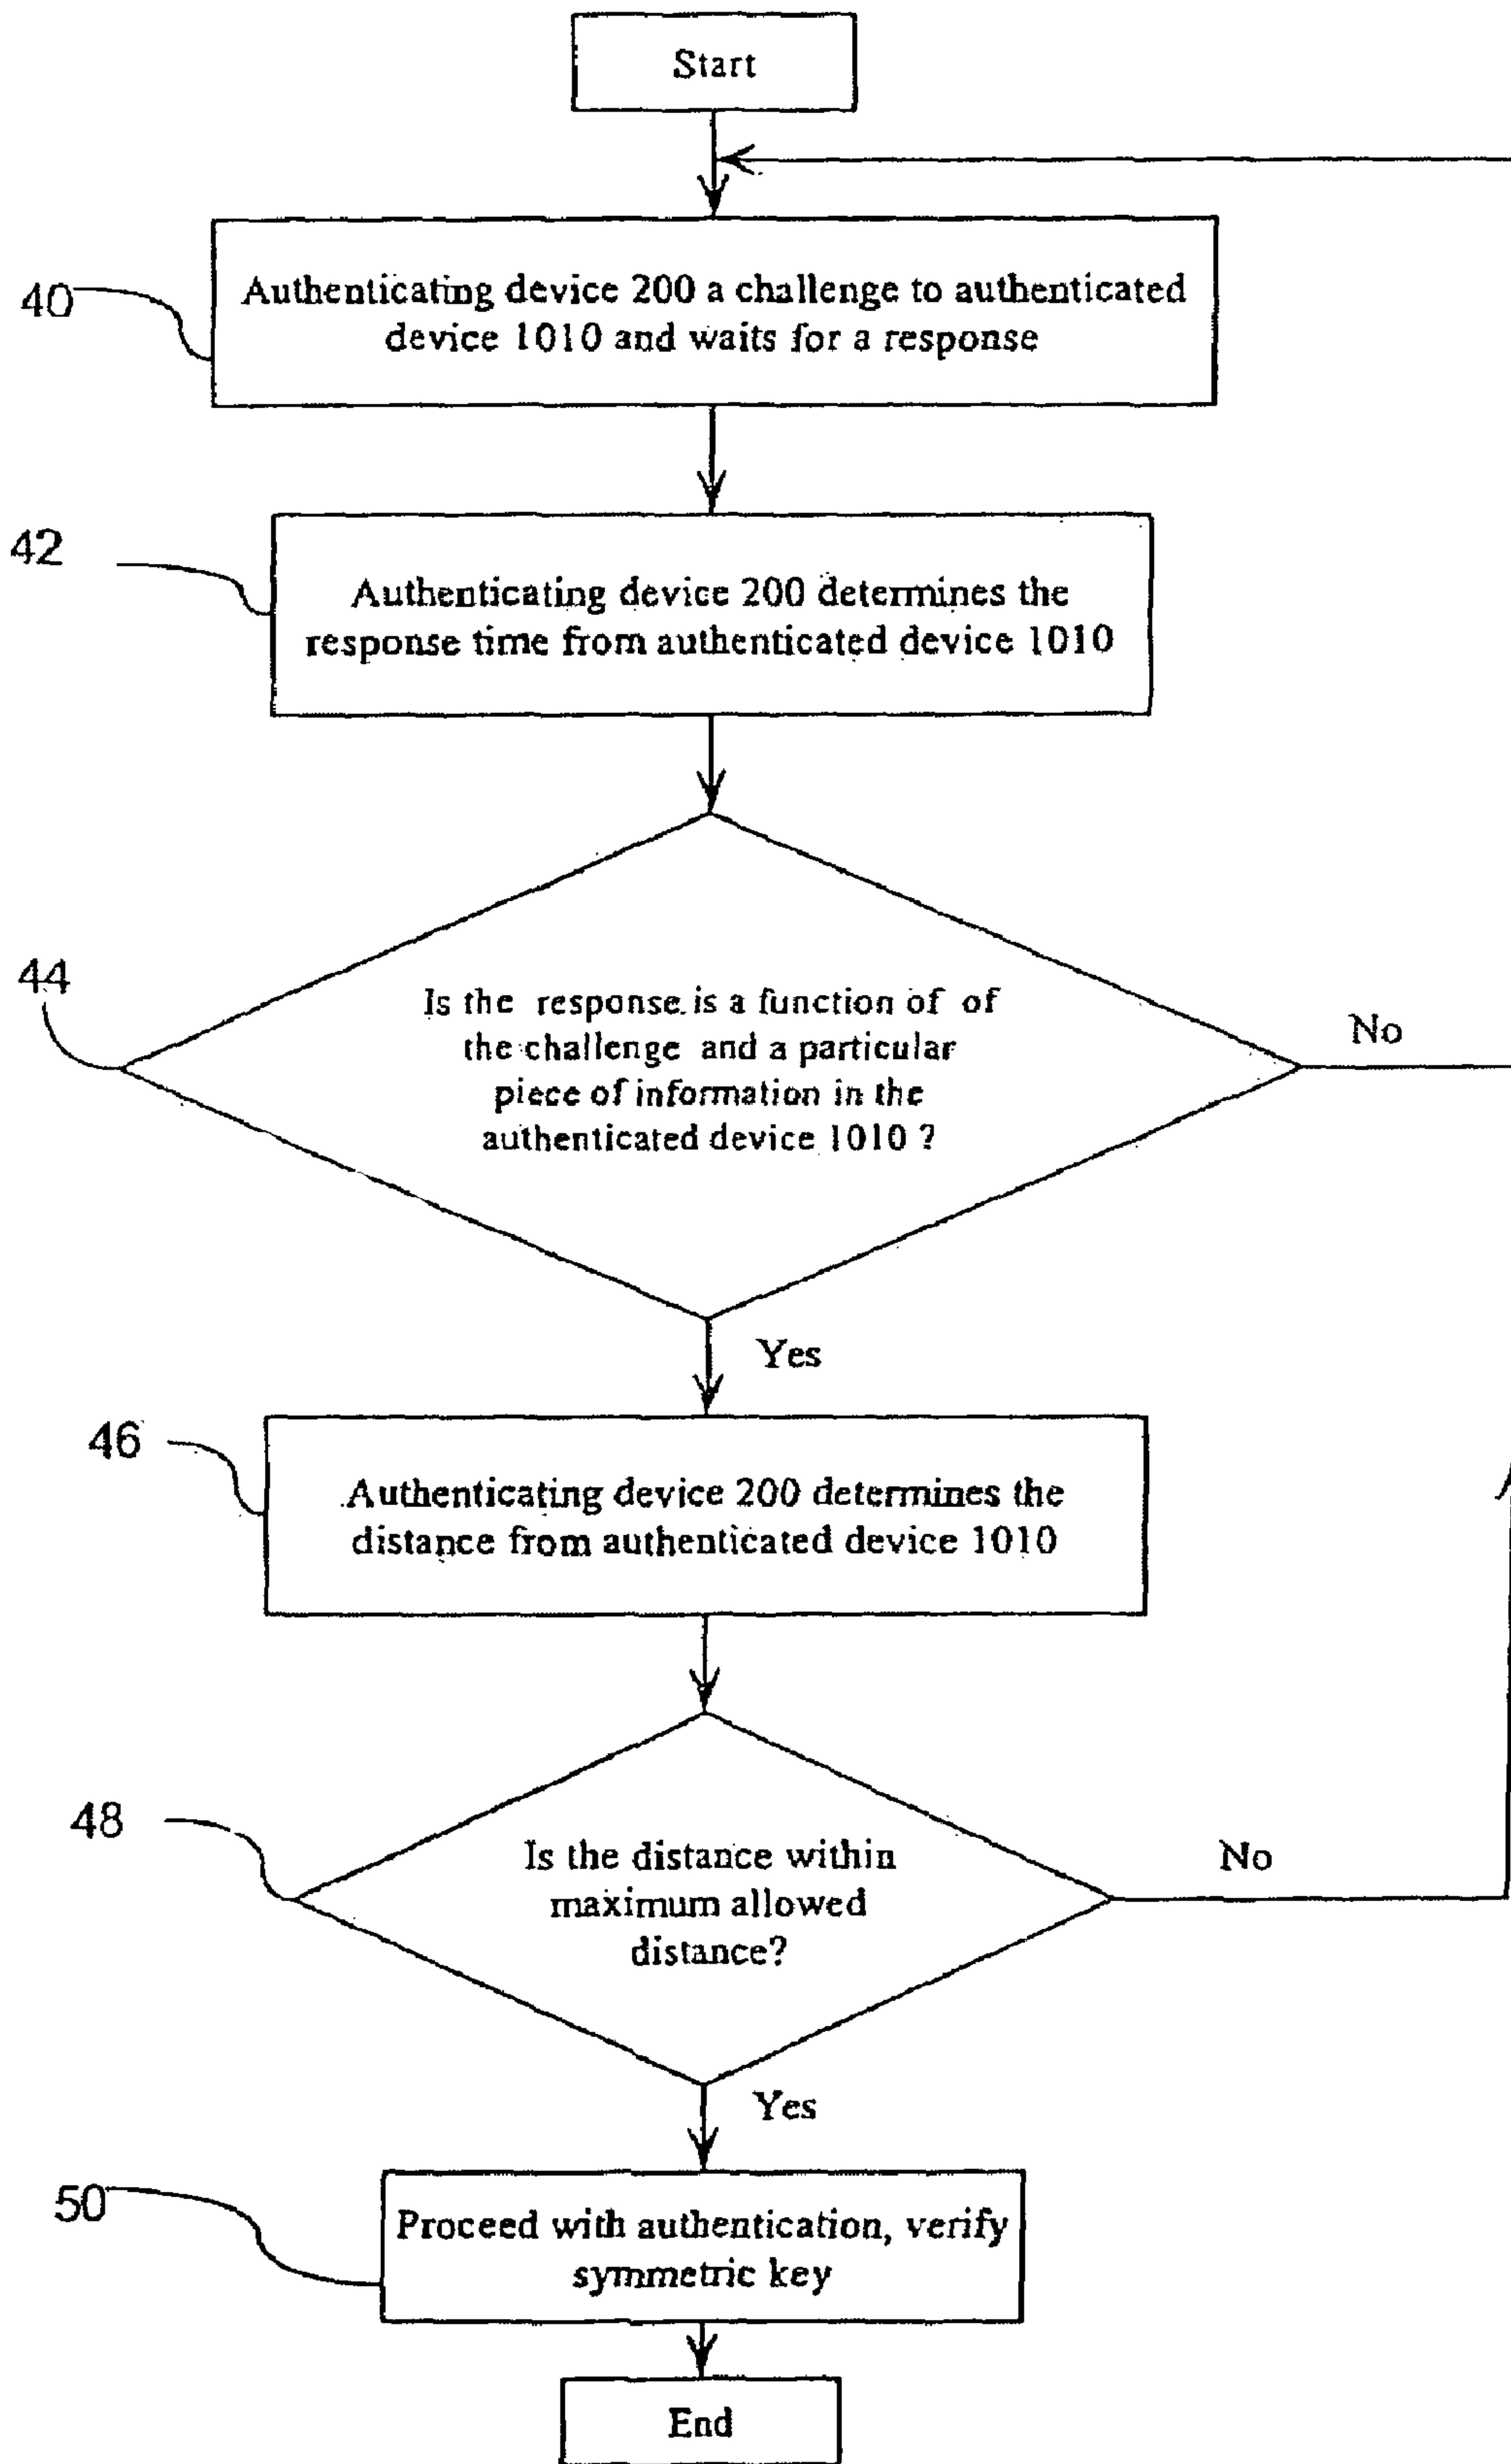 Start
40
Authenticating device 200 a challenge to authenticated
device 1010 and waits for a response
42
Authenticating device 200 determines the
response time from authenticated device 1010
44
Is the response is a function of of
the challenge and a particular
piece of information in the
authenticated device 1010 ?
No
Yes
46
Authenticating device 200 determines the
distance from authenticated device 1010
48
Is the distance within
maximum allowed
distance?
No
Yes
50
Proceed with authentication, verify
symmetric key
End